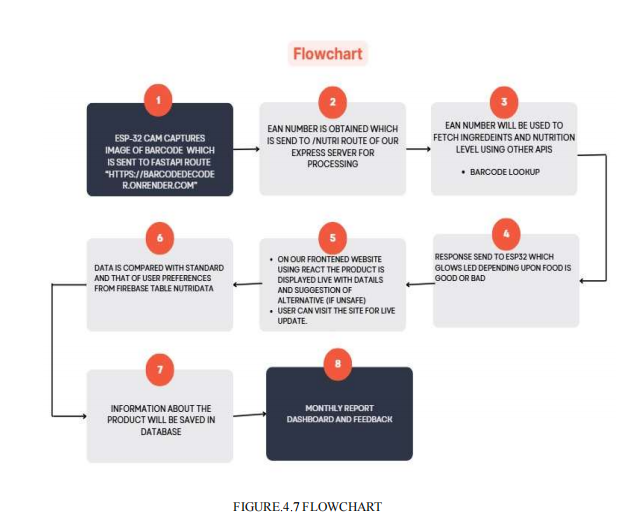 Flowchart
1
ESP-32 CAM CAPTURES
IMAGE OF BARCODE WHICH
IS SENT TO FASTAPI ROUTE
"HTTPS://BARCODEDECODE
R.ONRENDER.COM"
2
EAN NUMBER IS OBTAINED WHICH
IS SEND TO /NUTRI ROUTE OF OUR
EXPRESS SERVER FOR
PROCESSING
3
EAN NUMBER WILL BE USED TO
FETCH INGREDEINTS AND NUTRITION
LEVEL USING OTHER APIS
• BARCODE LOOKUP
4
RESPONSE SEND TO ESP32 WHICH
GLOWS LED DEPENDING UPON FOOD IS
GOOD OR BAD
5
• ON OUR FRONTENED WEBSITE
USING REACT THE PRODUCT IS
DISPLAYED LIVE WITH DATAILS
AND SUGGESTION OF
ALTERNATIVE (IF UNSAFE)
• USER CAN VISIT THE SITE FOR LIVE
UPDATE.
6
DATA IS COMPARED WITH STANDARD
AND THAT OF USER PREFERENCES
FROM FIREBASE TABLE NUTRIDATA
7
INFORMATION ABOUT THE
PRODUCT WILL BE SAVED IN
DATABASE
8
MONTHLY REPORT
DASHBOARD AND FEEDBACK
FIGURE.4.7 FLOWCHART